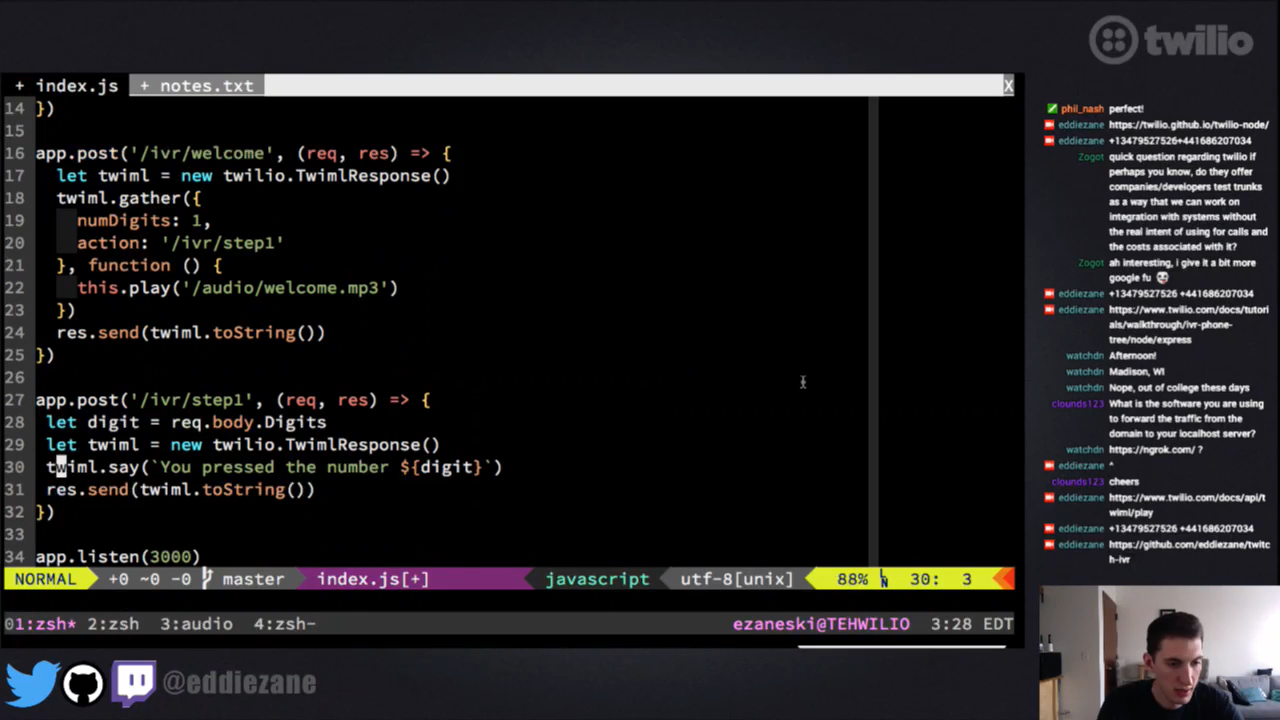 twilio
+ index.js + notes.txt X
14 })
15
16 app.post('/ivr/welcome', (req, res) => {
17 let twiml = new twilio.TwimlResponse()
18 twiml.gather({
19 numDigits: 1,
20 action: '/ivr/step1'
21 }, function () {
22 this.play('/audio/welcome.mp3')
23 })
24 res.send(twiml.toString())
25 })
26
27 app.post('/ivr/step1', (req, res) => {
28 let digit = req.body.Digits
29 let twiml = new twilio.TwimlResponse()
30 twiml.say(`You pressed the number ${digit}`)
31 res.send(twiml.toString())
32 })
33
34 app.listen(3000)
NORMAL +0 ~0 -0 master index.js[+] javascript utf-8[unix] 88% 30: 3
01:zsh* 2:zsh 3:audio 4:zsh- ezaneski@TEHWILIO 3:28 EDT
@eddiezane
phil_nash perfect!
eddiezane https://twilio.github.io/twilio-node/
eddiezane +13479527526+441686207034
Zogot quick question regarding twilio if
perhaps you know, do they offer
companies/developers test trunks
as a way that we can work on
integration with systems without
the real intent of using for calls and
the costs associated with it?
Zogot ah interesting, i give it a bit more
google fu
eddiezane +13479527526 +441686207034
eddiezane https://www.twilio.com/docs/tutori
als/walkthrough/ivr-phone-
tree/node/express
watchdn Afternoon!
watchdn Madison, WI
watchdn Nope, out of college these days
clounds123 What is the software you are using
to forward the traffic from the
domain to your localhost server?
watchdn https://ngrok.com/ ?
eddiezane ^
clounds123 cheers
eddiezane https://www.twilio.com/docs/api/t
wiml/play
eddiezane +13479527526 +441686207034
eddiezane https://github.com/eddiezane/twitc
h-ivr